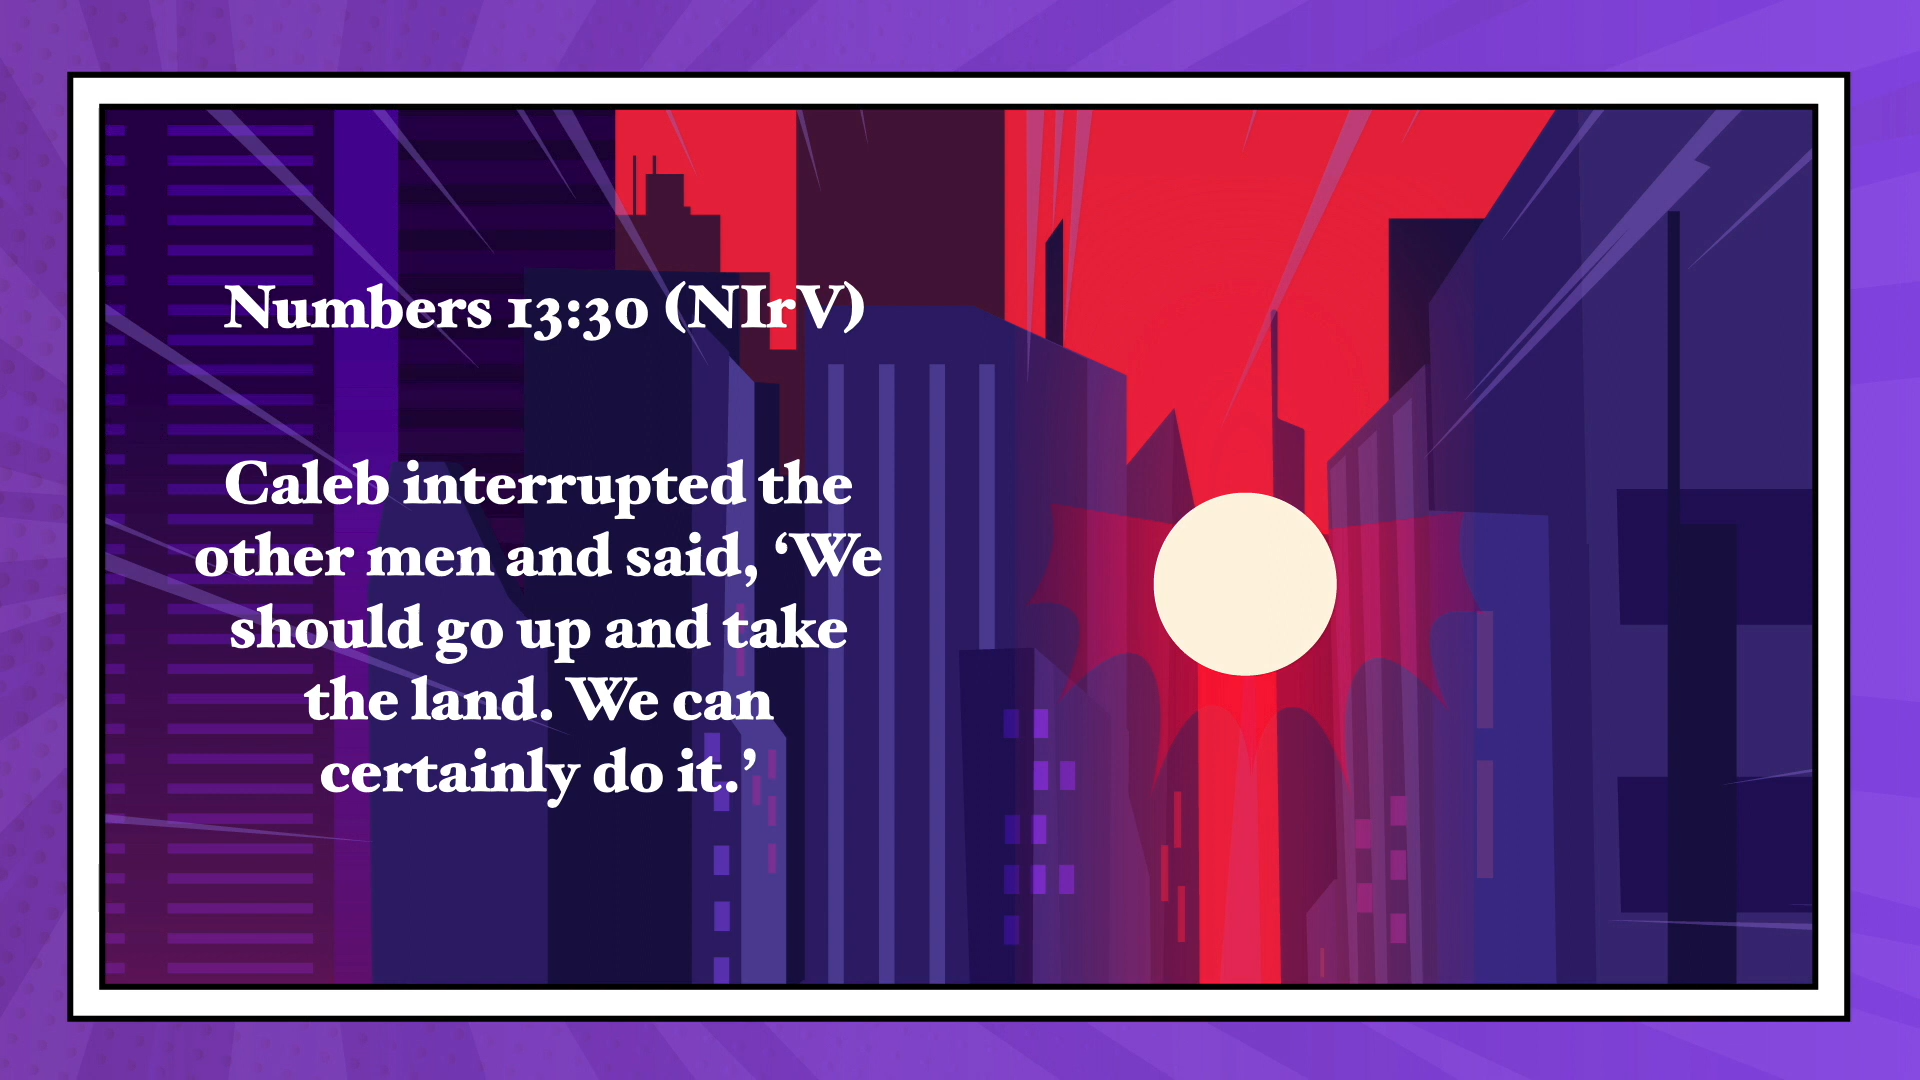 Numbers 13:30 (NIrV)
Caleb interrupted the
other men and said, ‘We
should go up and take
the land. We can
certainly do it.’